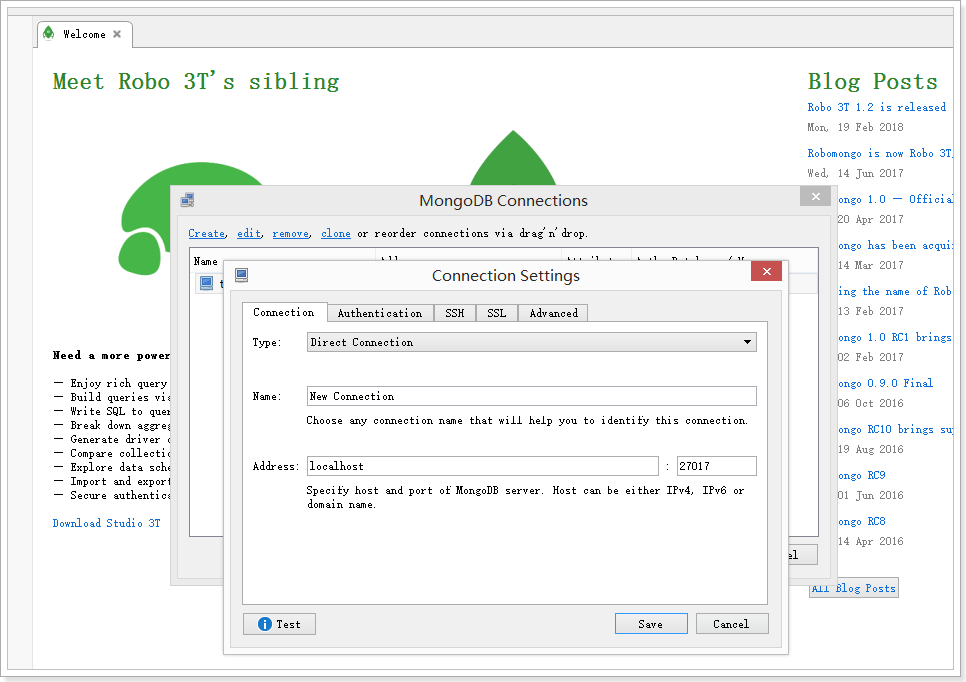 Welcome
Meet Robo 3T's sibling
Need a more power
— Enjoy rich query
— Build queries via
— Write SQL to quer
— Break down aggreg
— Generate driver
— Compare collectio
— Explore data sche
— Import and export
— Secure authentica
Download Studio 3T
Blog Posts
Robo 3T 1.2 is released
Mon, 19 Feb 2018
Robomongo is now Robo 3T,
Wed, 14 Jun 2017
ongo 1.0 — Official
20 Apr 2017
ongo has been acqui
14 Mar 2017
ing the name of Rob
13 Feb 2017
ongo 1.0 RC1 brings
02 Feb 2017
ongo 0.9.0 Final
06 Oct 2016
ongo RC10 brings su
19 Aug 2016
ongo RC9
01 Jun 2016
ongo RC8
14 Apr 2016
All Blog Posts
MongoDB Connections
Create, edit, remove, clone or reorder connections via drag'n'drop.
Name
Connection Settings
Connection Authentication SSH SSL Advanced
Type: Direct Connection
Name: New Connection
Choose any connection name that will help you to identify this connection.
Address: localhost : 27017
Specify host and port of MongoDB server. Host can be either IPv4, IPv6 or
domain name.
Test Save Cancel